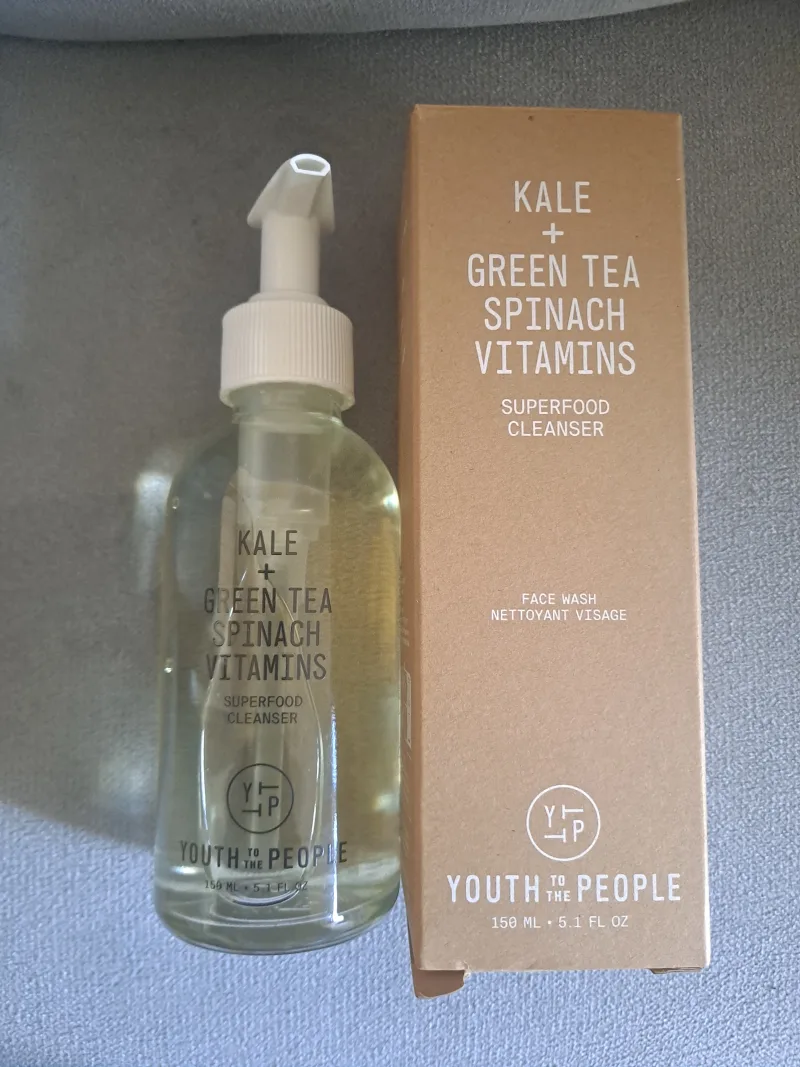 KALE
+
GREEN TEA
SPINACH
VITAMINS
SUPERFOOD
CLEANSER
YTTP
YOUTH TO THE PEOPLE
150 ML • 5.1 FL OZ
KALE
+
GREEN TEA
SPINACH
VITAMINS
SUPERFOOD
CLEANSER
FACE WASH
NETTOYANT VISAGE
YTTP
YOUTH TO THE PEOPLE
150 ML • 5.1 FL OZ